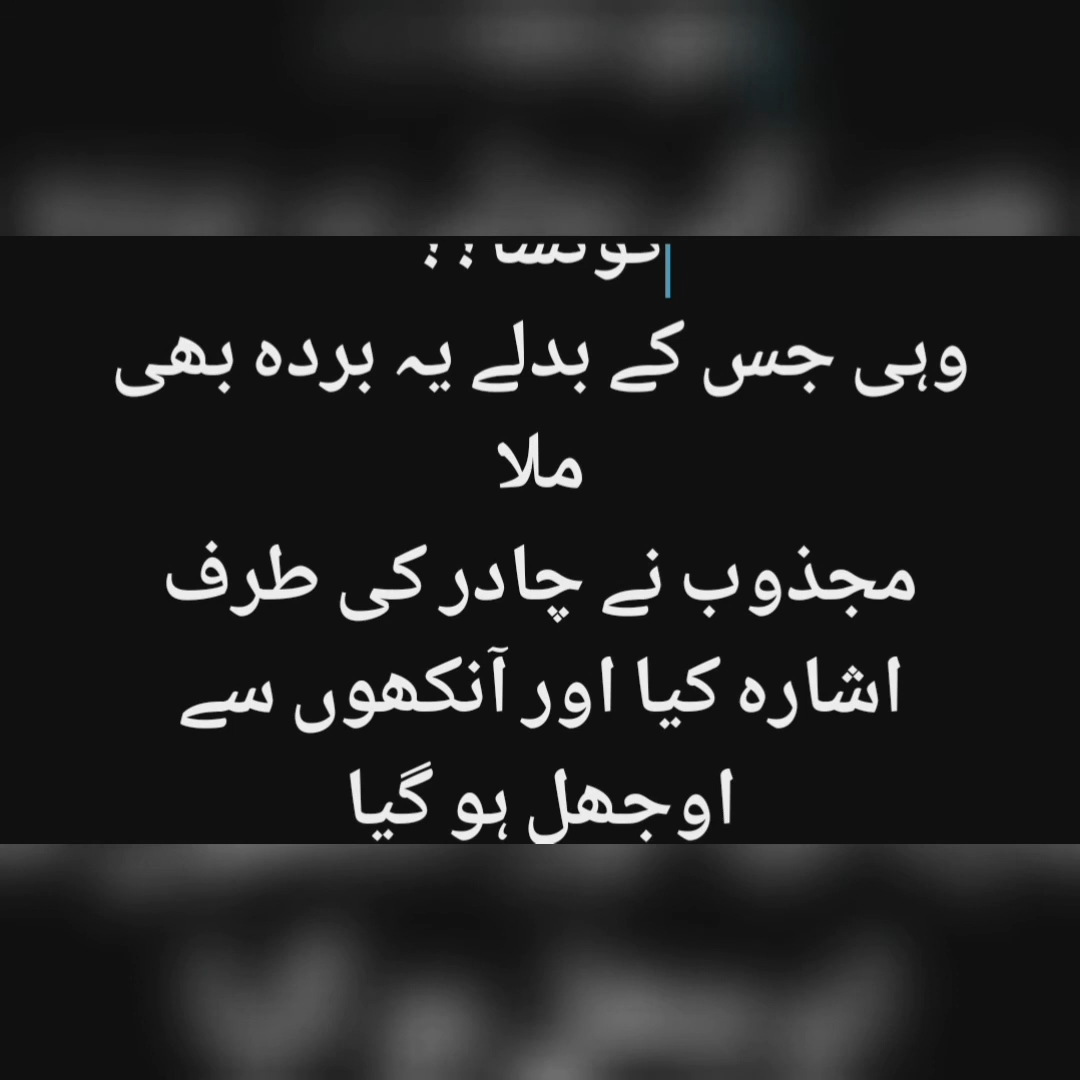 کونسا؟؟
وہی جس کے بدلے یہ بردہ بھی
ملا
مجذوب نے چادر کی طرف
اشارہ کیا اور آنکھوں سے
اوجھل ہو گیا